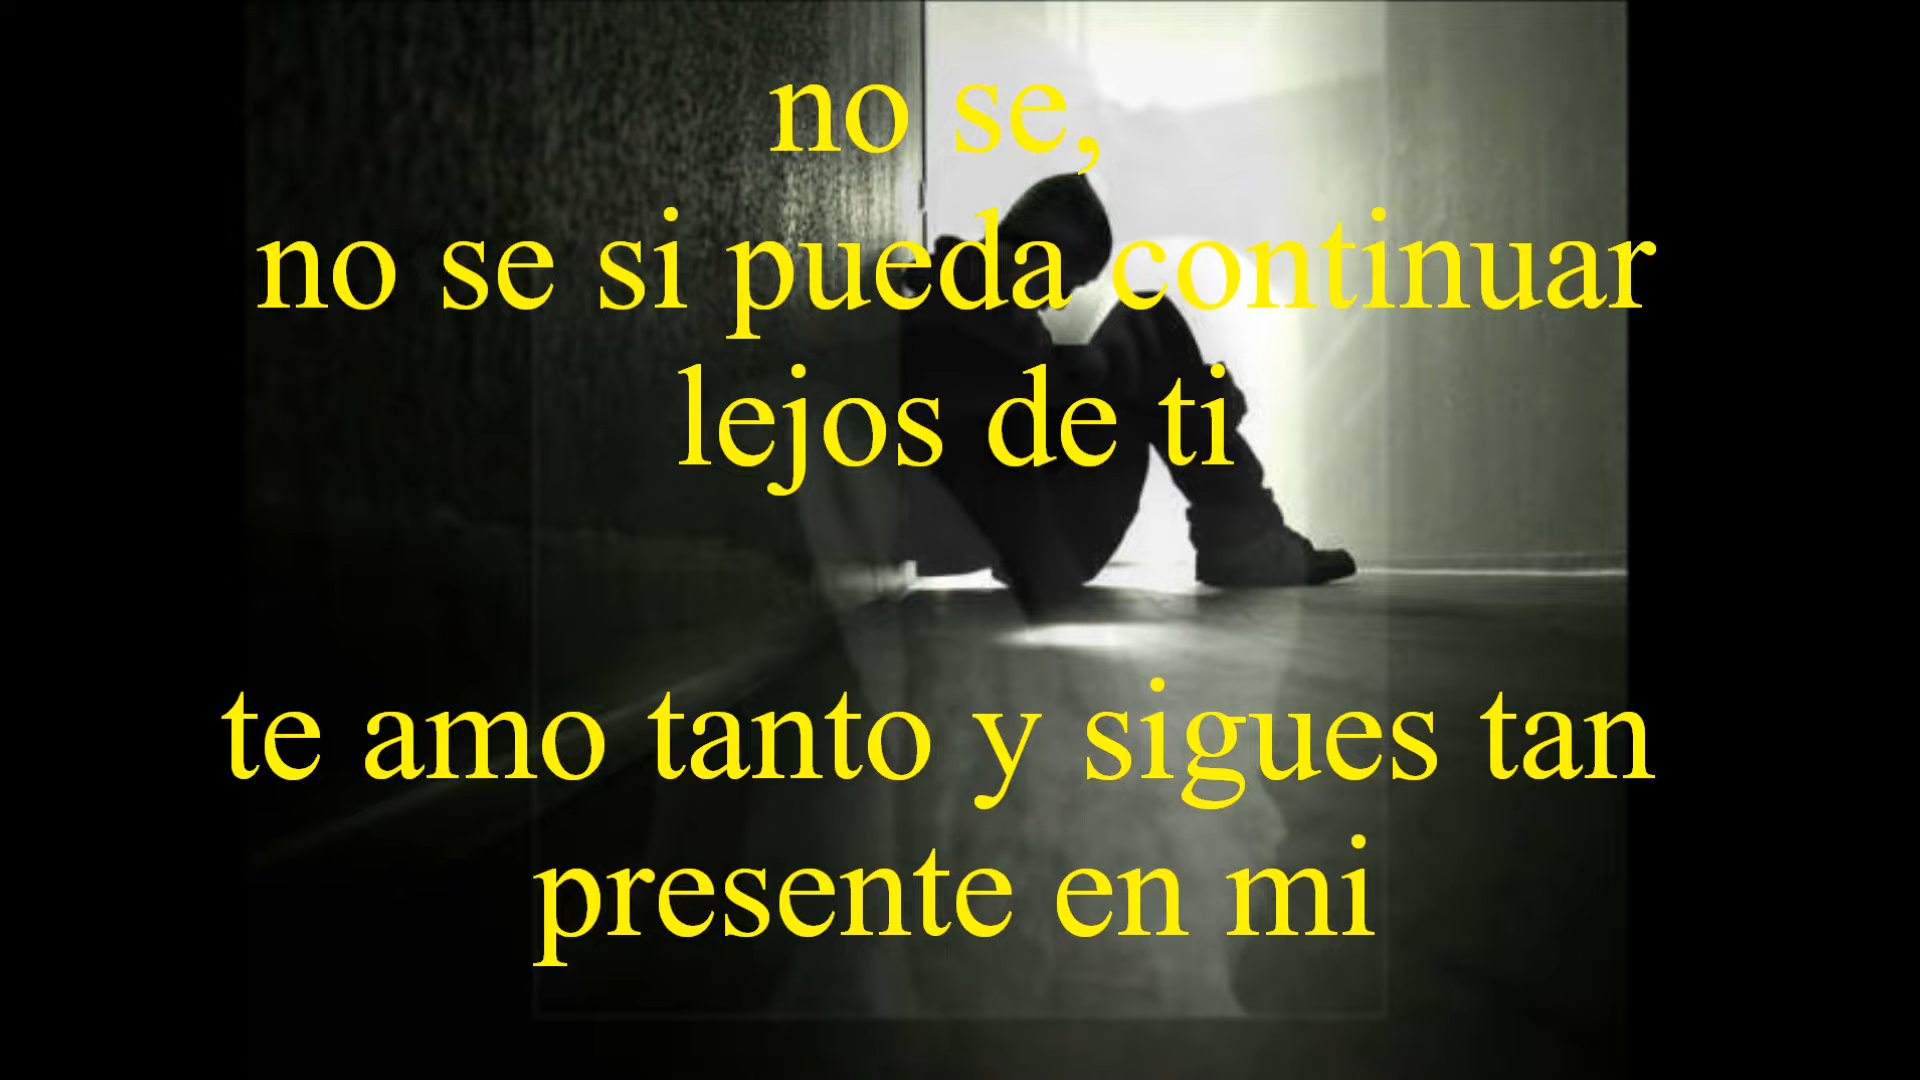 no se,
no se si pueda continuar
lejos de ti
te amo tanto y sigues tan
presente en mi